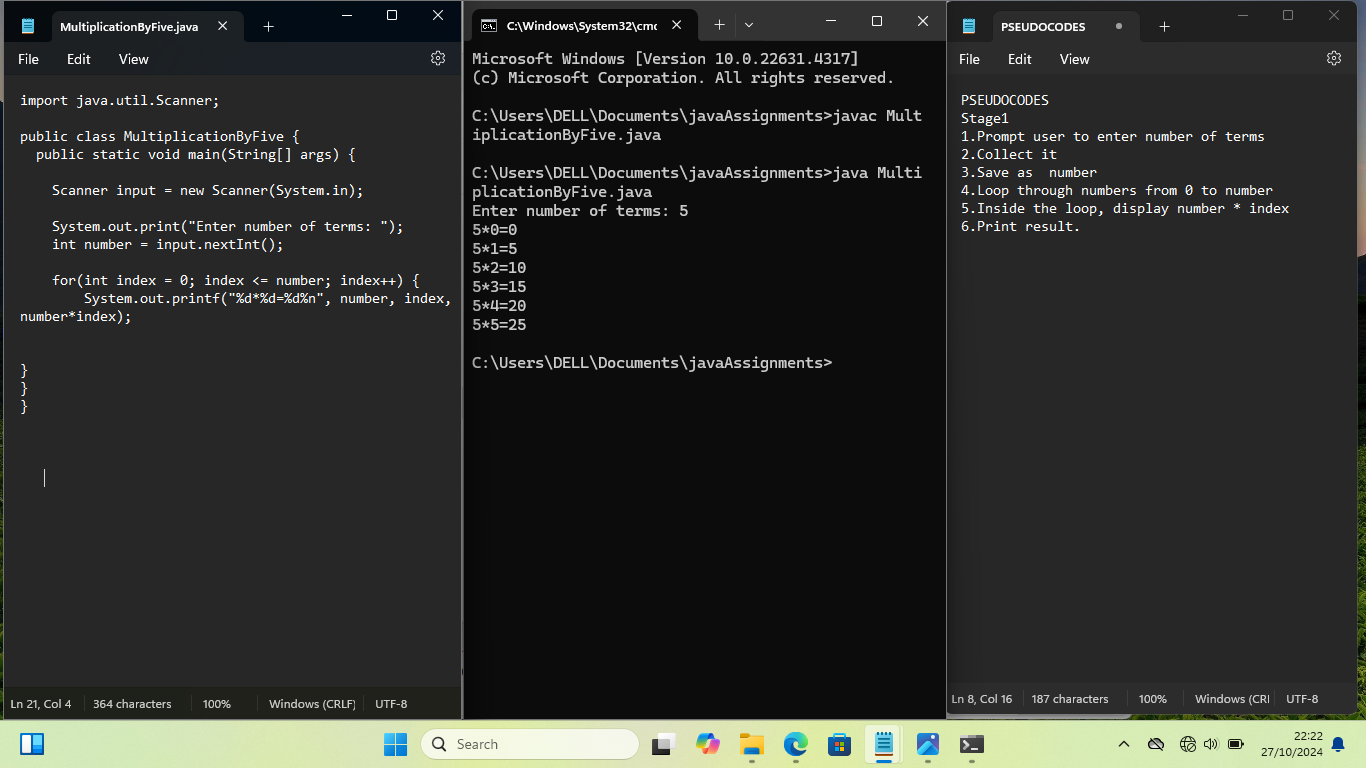 MultiplicationByFive.java
File Edit View
import java.util.Scanner;
public class MultiplicationByFive {
public static void main(String[] args) {
Scanner input = new Scanner(System.in);
System.out.print("Enter number of terms: ");
int number = input.nextInt();
for(int index = 0; index <= number; index++) {
System.out.printf("%d*%d=%d%n", number, index,
number*index);
}
}
}
Ln 21, Col 4 364 characters 100% Windows (CRLF) UTF-8
C:\Windows\System32\cmd
Microsoft Windows [Version 10.0.22631.4317]
(c) Microsoft Corporation. All rights reserved.
C:\Users\DELL\Documents\javaAssignments>javac Mult
iplicationByFive.java
C:\Users\DELL\Documents\javaAssignments>java Multi
plicationByFive.java
Enter number of terms: 5
5*0=0
5*1=5
5*2=10
5*3=15
5*4=20
5*5=25
C:\Users\DELL\Documents\javaAssignments>
PSEUDOCODES
File Edit View
PSEUDOCODES
Stage1
1.Prompt user to enter number of terms
2.Collect it
3.Save as  number
4.Loop through numbers from 0 to number
5.Inside the loop, display number * index
6.Print result.
Ln 8, Col 16 187 characters 100% Windows (CRI UTF-8
Search
22:22
27/10/2024